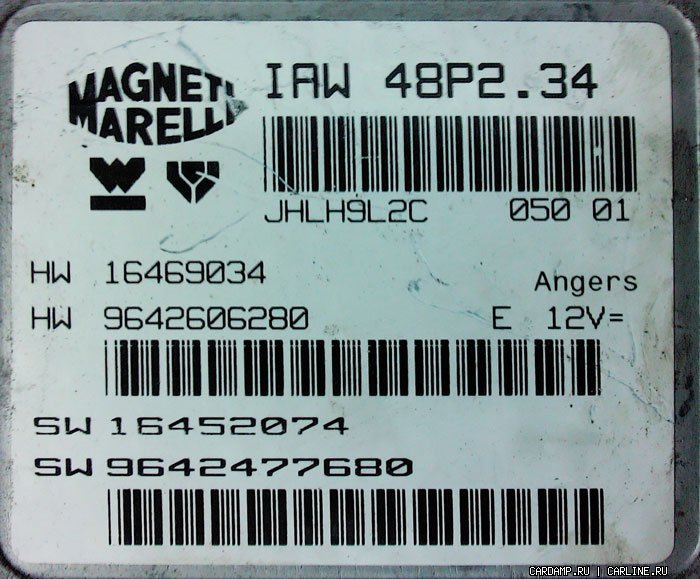 MAGNETI
MARELLI
IAW 48P2.34
JHLH9L2C 050 01
HW 16469034
Angers
HW 9642606280 E 12V=
SW 16452074
SW 9642477680
CARDAMP.RU | CARLINE.RU